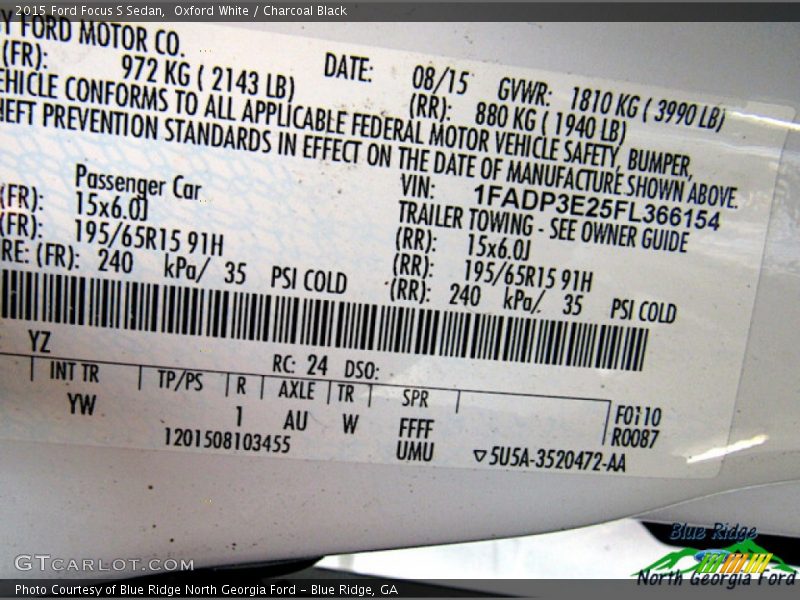 2015 Ford Focus S Sedan,  Oxford White / Charcoal Black
Y FORD MOTOR CO.
DATE: 08/15 GVWR: 1810 KG ( 3990 LB)
(FR): 972 KG ( 2143 LB) (RR): 880 KG ( 1940 LB)
EHICLE CONFORMS TO ALL APPLICABLE FEDERAL MOTOR VEHICLE SAFETY, BUMPER,
HEFT PREVENTION STANDARDS IN EFFECT ON THE DATE OF MANUFACTURE SHOWN ABOVE.
VIN: 1FADP3E25FL366154
Passenger Car TRAILER TOWING - SEE OWNER GUIDE
(FR): 15x6.0J (RR): 15x6.0J
(FR): 195/65R15 91H (RR): 195/65R15 91H
RE: (FR): 240 kPa/ 35 PSI COLD (RR): 240 kPa/ 35 PSI COLD
YZ
RC: 24 DSO:
INT TR TP/PS R AXLE TR SPR F0110
YW 1 AU W FFFF R0087
1201508103455 UMU ▽5U5A-3520472-AA
Blue Ridge
North Georgia Ford
GTCARLOT.COM
Photo Courtesy of Blue Ridge North Georgia Ford - Blue Ridge, GA